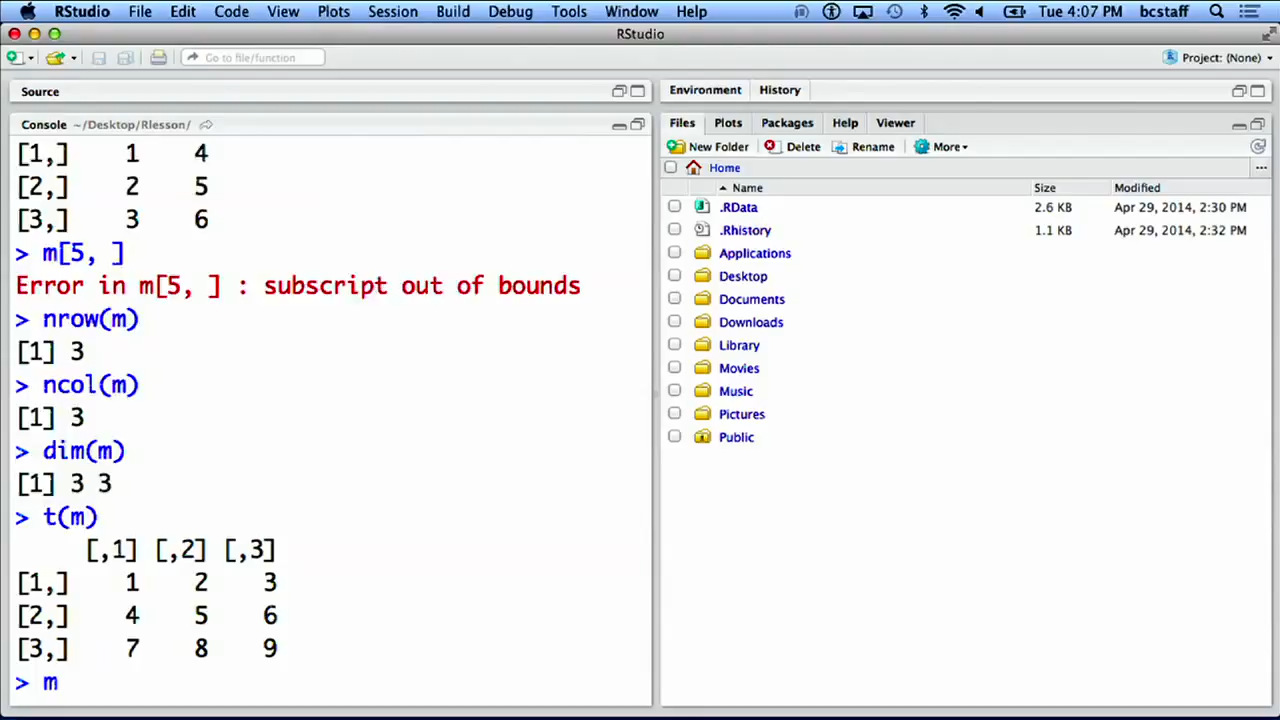 RStudio File Edit Code View Plots Session Build Debug Tools Window Help Tue 4:07 PM bcstaff
RStudio
Go to file/function Project: (None)
Source
Console ~/Desktop/Rlesson/
[1,] 1 4
[2,] 2 5
[3,] 3 6
> m[5, ]
Error in m[5, ] : subscript out of bounds
> nrow(m)
[1] 3
> ncol(m)
[1] 3
> dim(m)
[1] 3 3
> t(m)
[,1] [,2] [,3]
[1,] 1 2 3
[2,] 4 5 6
[3,] 7 8 9
> m
Environment History
Files Plots Packages Help Viewer
New Folder Delete Rename More
Home ...
Name Size Modified
.RData 2.6 KB Apr 29, 2014, 2:30 PM
.Rhistory 1.1 KB Apr 29, 2014, 2:32 PM
Applications
Desktop
Documents
Downloads
Library
Movies
Music
Pictures
Public